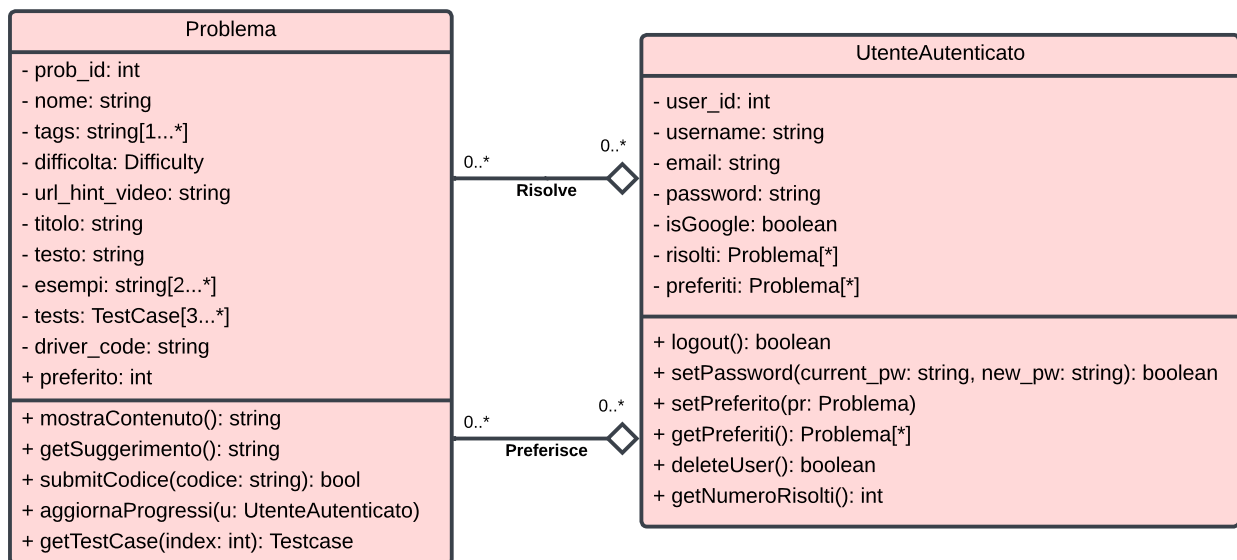 Problema
- prob_id: int
- nome: string
- tags: string[1...*]
- difficolta: Difficulty
- url_hint_video: string
- titolo: string
- testo: string
- esempi: string[2...*]
- tests: TestCase[3...*]
- driver_code: string
+ preferito: int
+ mostraContenuto(): string
+ getSuggerimento(): string
+ submitCodice(codice: string): bool
+ aggiornaProgressi(u: UtenteAutenticato)
+ getTestCase(index: int): Testcase
0..*
0..*
Risolve
0..*
0..*
Preferisce
UtenteAutenticato
- user_id: int
- username: string
- email: string
- password: string
- isGoogle: boolean
- risolti: Problema[*]
- preferiti: Problema[*]
+ logout(): boolean
+ setPassword(current_pw: string, new_pw: string): boolean
+ setPreferito(pr: Problema)
+ getPreferiti(): Problema[*]
+ deleteUser(): boolean
+ getNumeroRisolti(): int